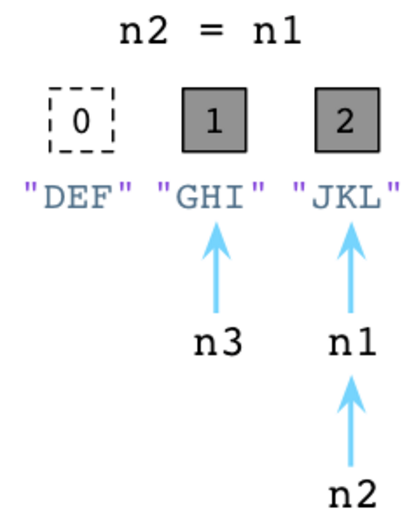 n2 = n1
0 1 2
"DEF" "GHI" "JKL"
n3 n1
n2